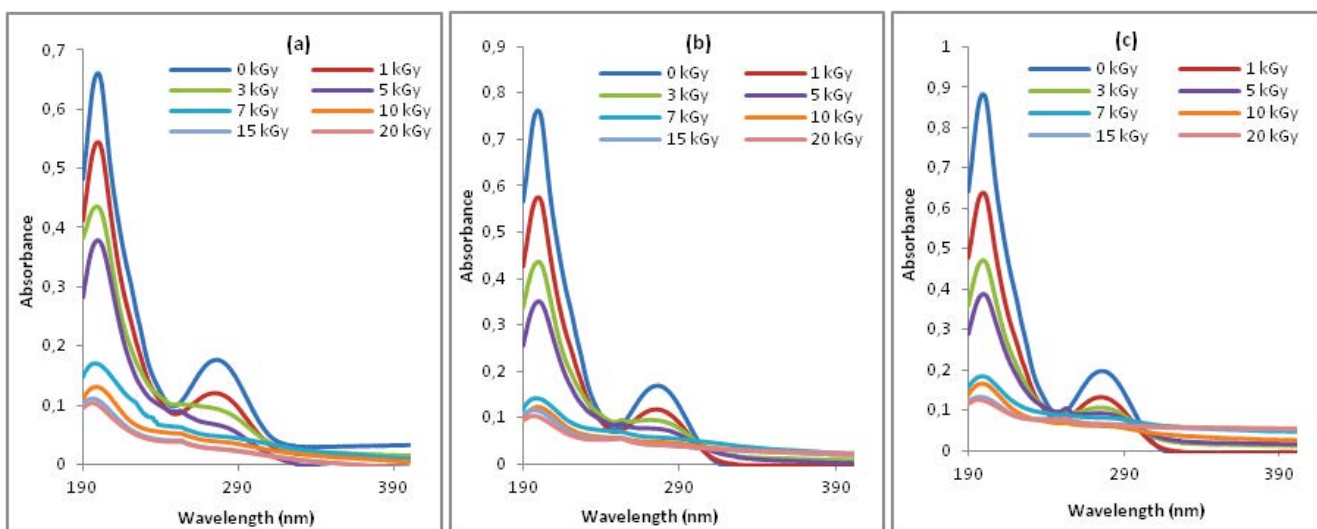 (a)
0,7
0,6
0,5
0,4
0,3
0,2
0,1
0
Absorbance
0 kGy 1 kGy
3 kGy 5 kGy
7 kGy 10 kGy
15 kGy 20 kGy
190 290 390
Wavelength (nm)
(b)
0,9
0,8
0,7
0,6
0,5
0,4
0,3
0,2
0,1
0
Absorbance
0 kGy 1 kGy
3 kGy 5 kGy
7 kGy 10 kGy
15 kGy 20 kGy
190 290 390
Wavelength (nm)
(c)
1
0,9
0,8
0,7
0,6
0,5
0,4
0,3
0,2
0,1
0
Absorbance
0 kGy 1 kGy
3 kGy 5 kGy
7 kGy 10 kGy
15 kGy 20 kGy
190 290 390
Wavelength (nm)